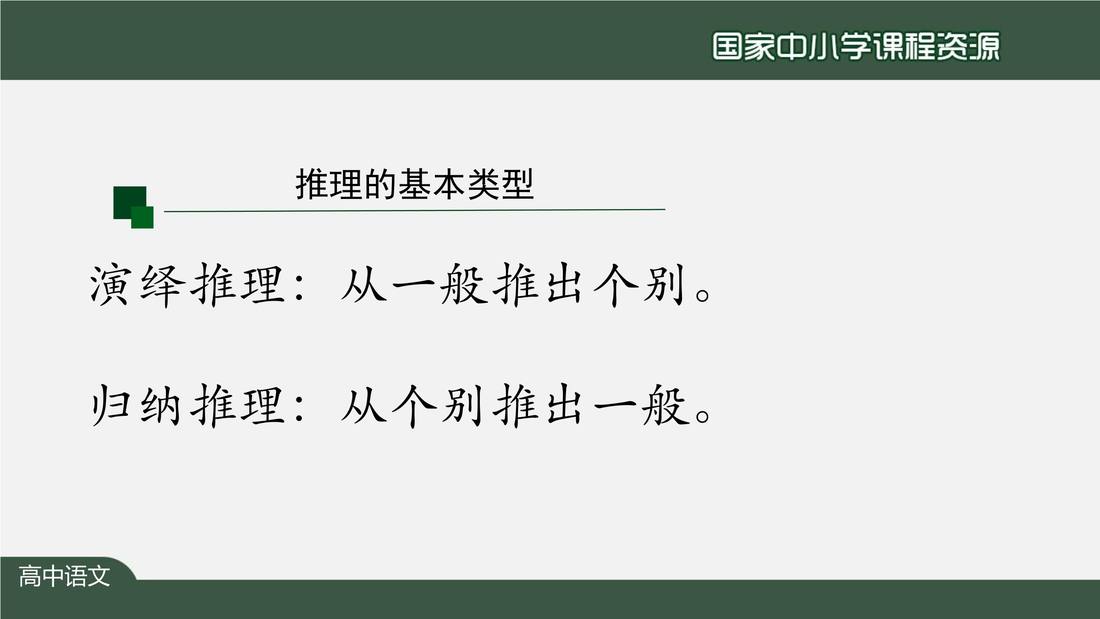 国家中小学课程资源
推理的基本类型
演绎推理：从一般推出个别。
归纳推理：从个别推出一般。
高中语文